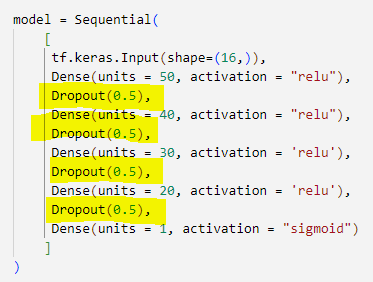 model = Sequential(
[
tf.keras.Input(shape=(16,)),
Dense(units = 50, activation = "relu"),
Dropout(0.5),
Dense(units = 40, activation = "relu"),
Dropout(0.5),
Dense(units = 30, activation = 'relu'),
Dropout(0.5),
Dense(units = 20, activation = 'relu'),
Dropout(0.5),
Dense(units = 1, activation = "sigmoid")
]
)